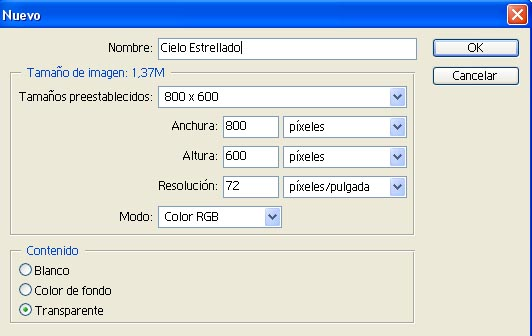 Nuevo
Nombre: Cielo Estrellado
OK
Tamaño de imagen: 1,37M
Cancelar
Tamaños preestablecidos: 800 x 600
Anchura: 800 píxeles
Altura: 600 píxeles
Resolución: 72 píxeles/pulgada
Modo: Color RGB
Contenido
Blanco
Color de fondo
Transparente